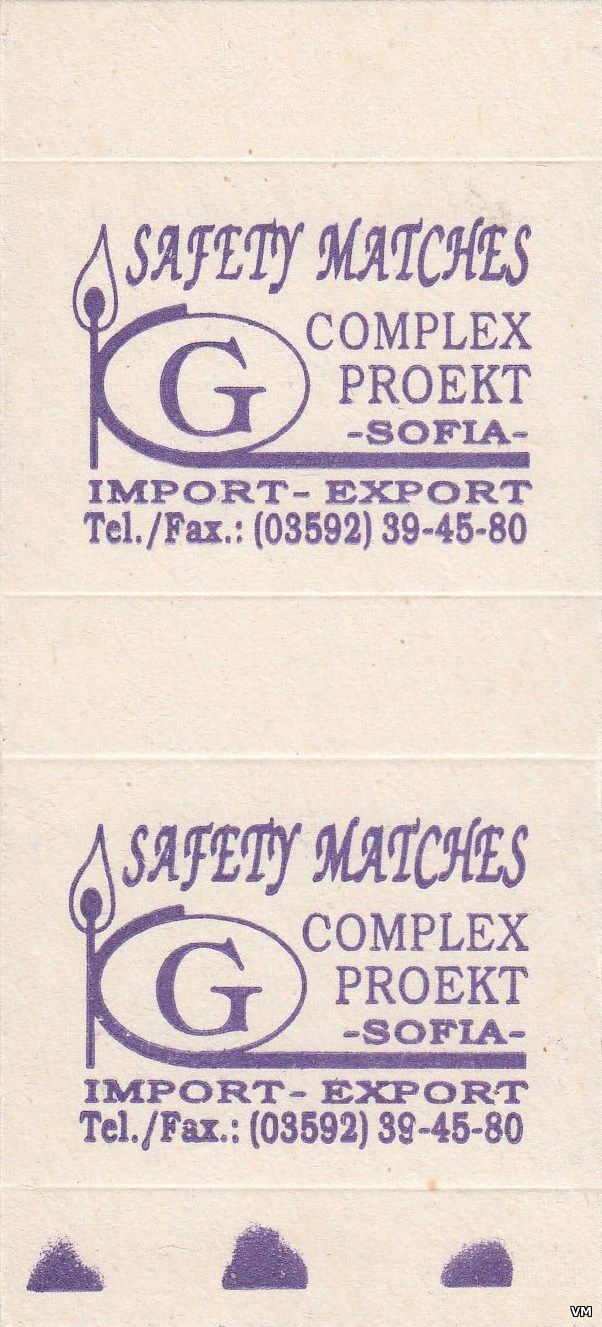 SAFETY MATCHES
G
COMPLEX
PROEKT
-SOFIA-
IMPORT-EXPORT
Tel./Fax.: (03592) 39-45-80
SAFETY MATCHES
G
COMPLEX
PROEKT
-SOFIA-
IMPORT-EXPORT
Tel./Fax.: (03592) 39-45-80
VM